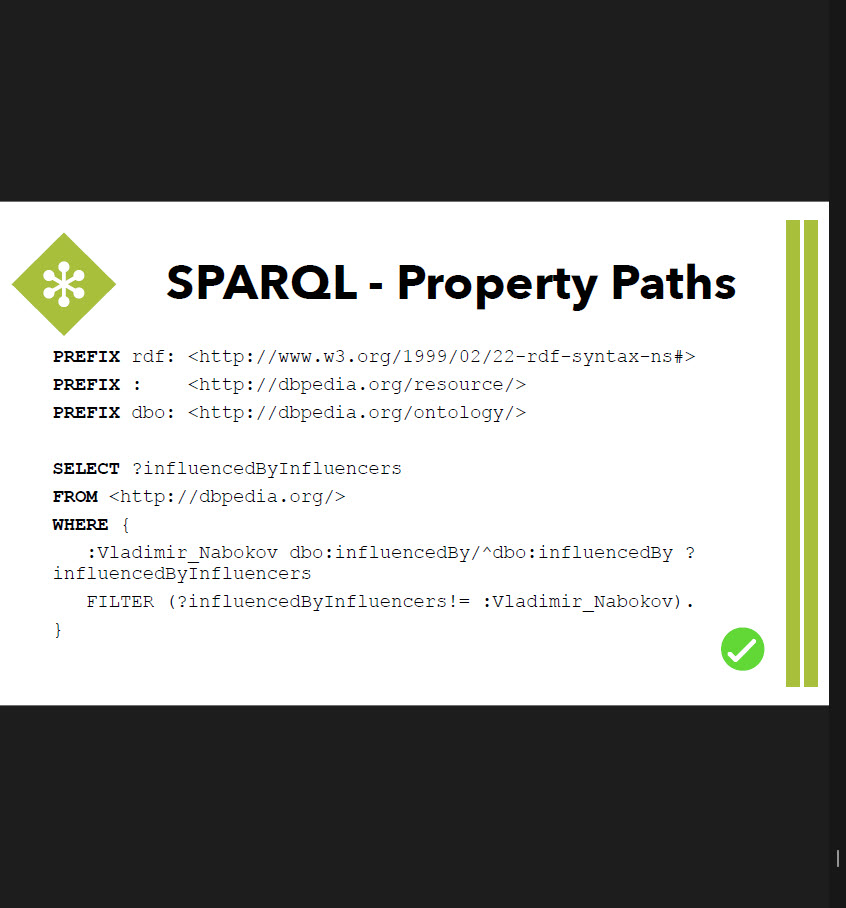 SPARQL - Property Paths
PREFIX rdf: <http://www.w3.org/1999/02/22-rdf-syntax-ns#>
PREFIX :    <http://dbpedia.org/resource/>
PREFIX dbo: <http://dbpedia.org/ontology/>
SELECT ?influencedByInfluencers
FROM <http://dbpedia.org/>
WHERE {
   :Vladimir_Nabokov dbo:influencedBy/^dbo:influencedBy ?
influencedByInfluencers
   FILTER (?influencedByInfluencers!= :Vladimir_Nabokov).
}